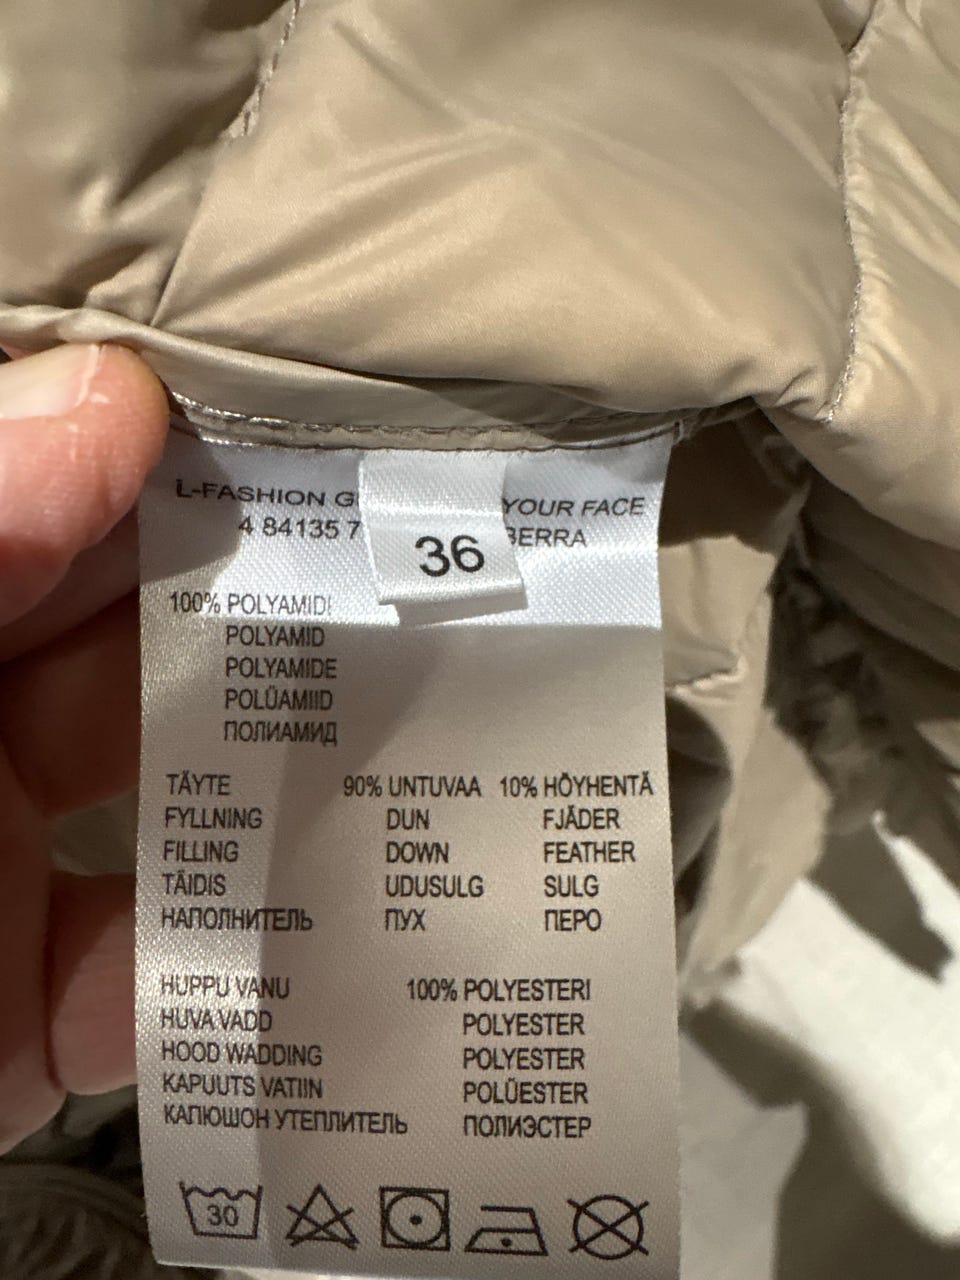 L-FASHION YOUR FACE
4 84135 7
36
100% POLYAMIDI
POLYAMID
POLYAMIDE
POLÜAMIID
ПОЛИАМИД
TÄYTE 90% UNTUVAA 10% HÖYHENTÄ
FYLLNING DUN FJÄDER
FILLING DOWN FEATHER
TÄIDIS UDUSULG SULG
НАПОЛНИТЕЛЬ ПУХ ПЕРО
HUPPU VANU 100% POLYESTERI
HUVA VADD POLYESTER
HOOD WADDING POLYESTER
KAPUUTS VATIIN POLÜESTER
КАПЮШОН УТЕПЛИТЕЛЬ ПОЛИЭСТЕР
30